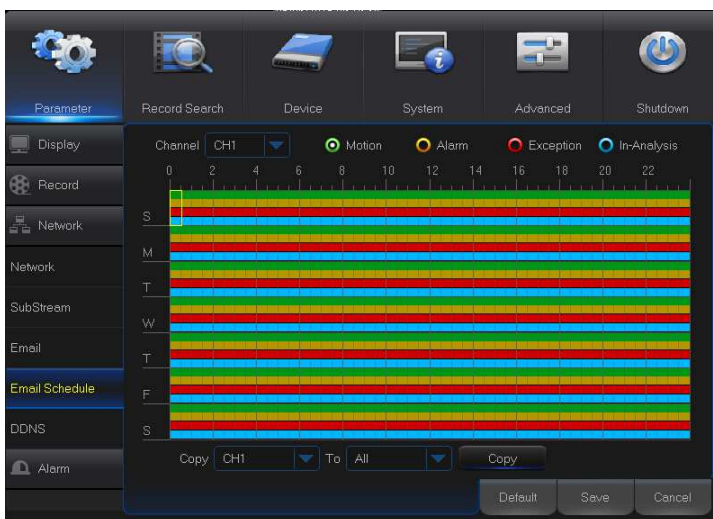 Parameter Record Search Device System Advanced Shutdown
Display
Record
Network
Network
SubStream
Email
Email Schedule
DDNS
Alarm
Channel CH1 Motion Alarm Exception In-Analysis
0 2 4 6 8 10 12 14 16 18 20 22
S
M
T
W
T
F
S
Copy CH1 To All Copy
Default Save Cancel